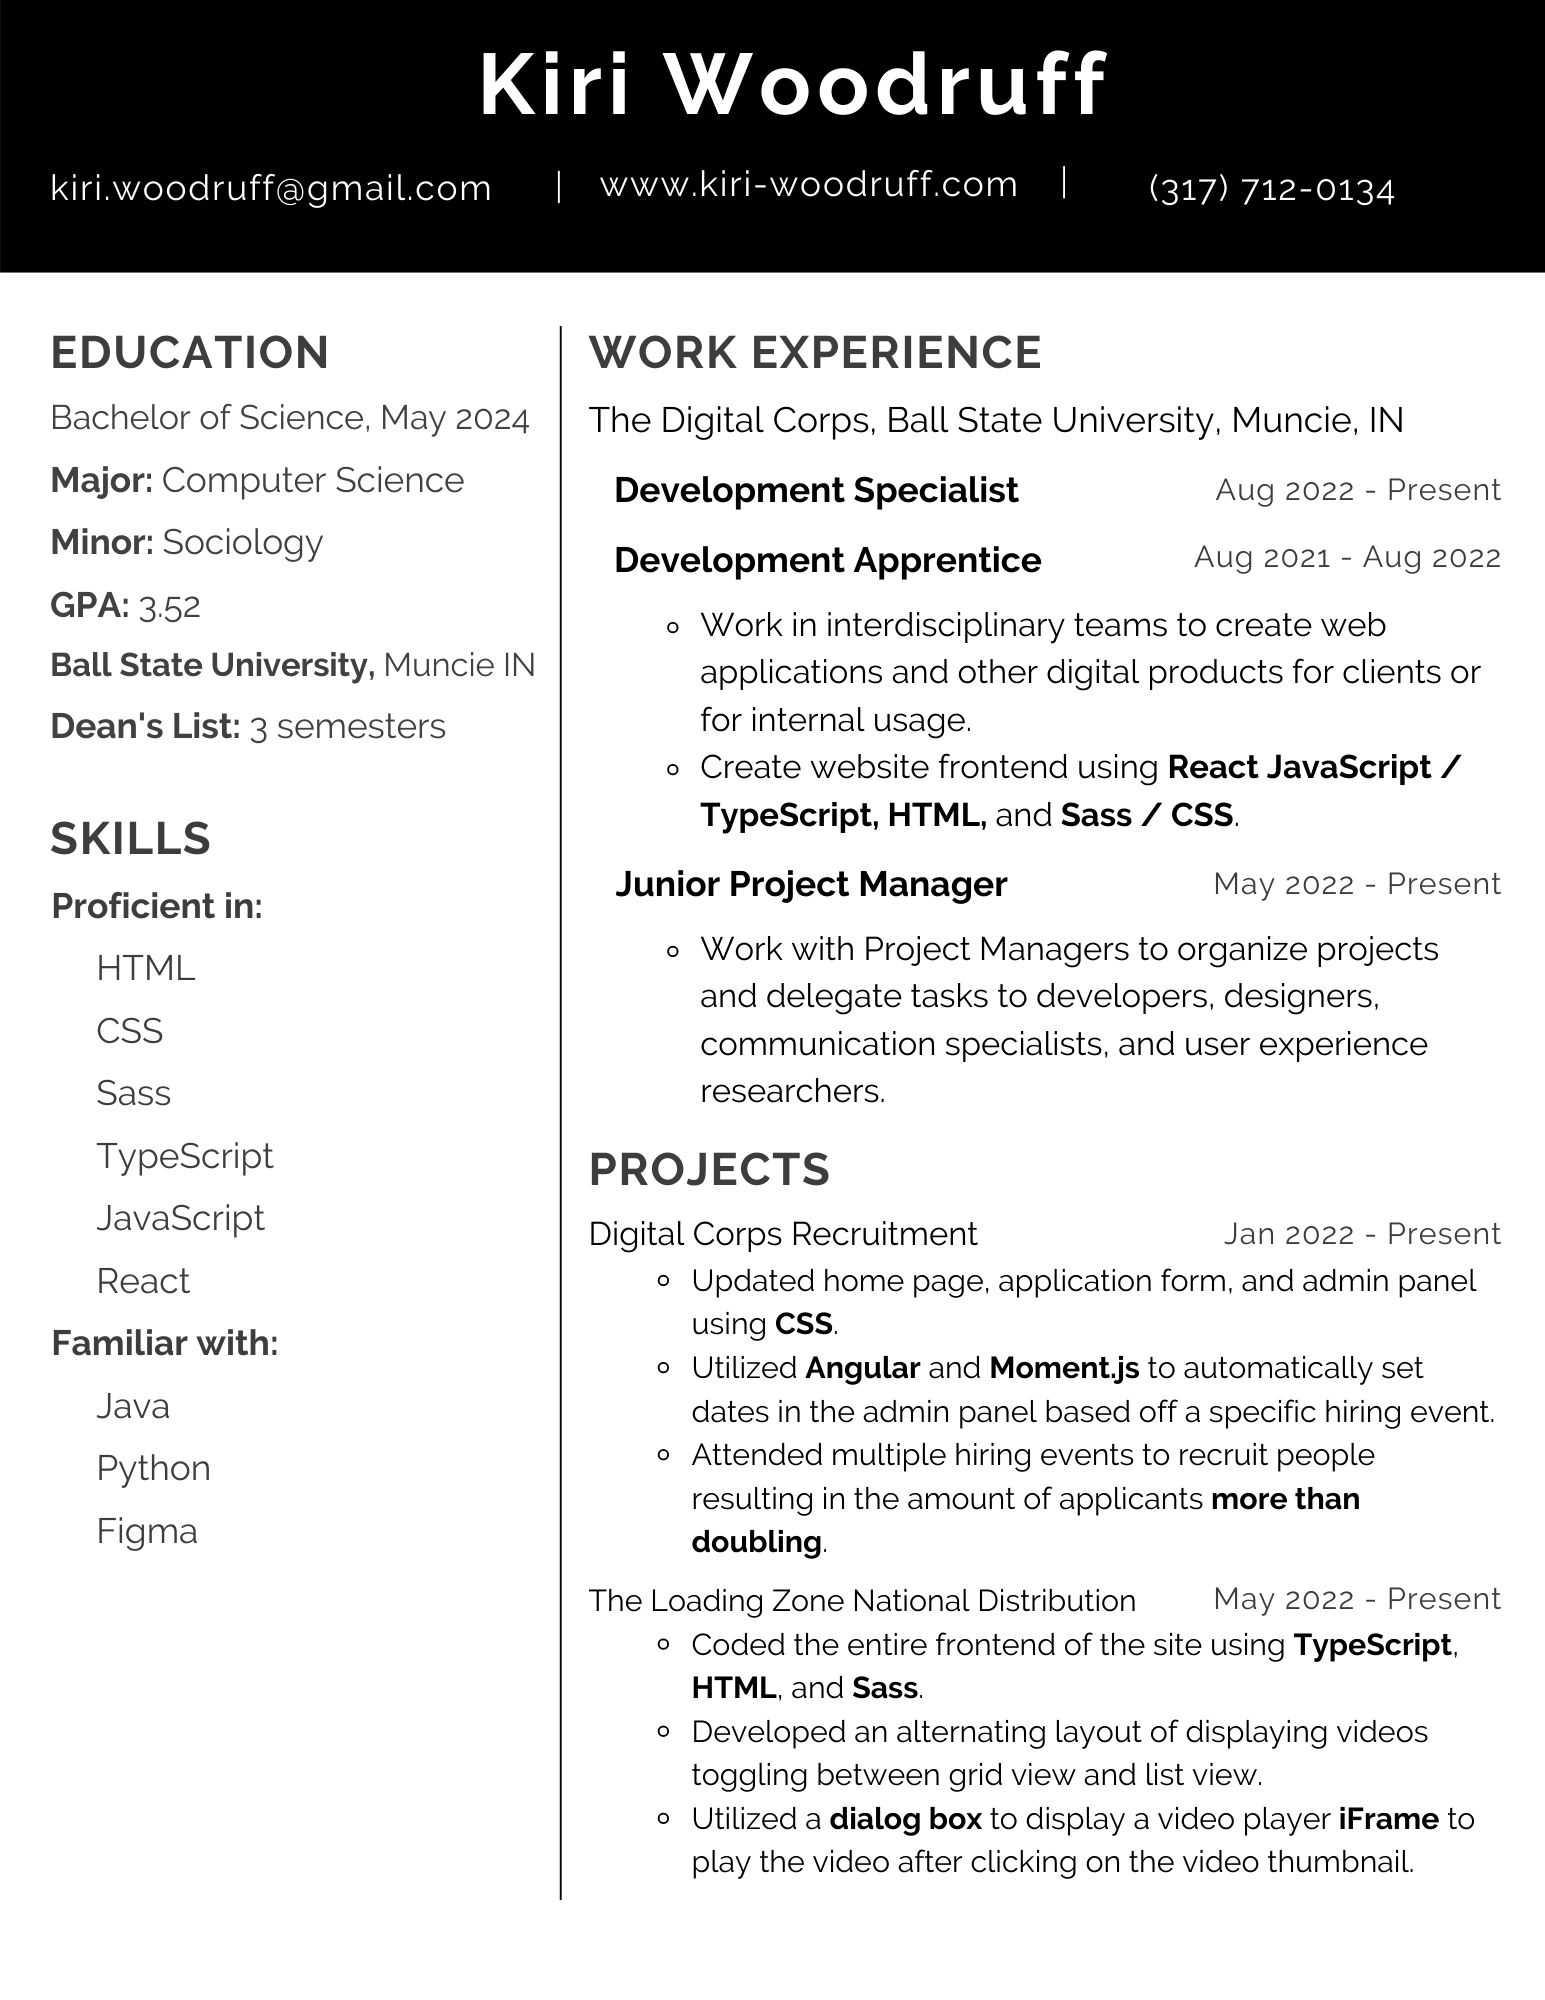 Kiri Woodruff
kiri.woodruff@gmail.com | www.kiri-woodruff.com | (317) 712-0134
EDUCATION
Bachelor of Science, May 2024
Major: Computer Science
Minor: Sociology
GPA: 3.52
Ball State University, Muncie IN
Dean's List: 3 semesters
SKILLS
Proficient in:
HTML
CSS
Sass
TypeScript
JavaScript
React
Familiar with:
Java
Python
Figma
WORK EXPERIENCE
The Digital Corps, Ball State University, Muncie, IN
Development Specialist Aug 2022 - Present
Development Apprentice Aug 2021 - Aug 2022
◦ Work in interdisciplinary teams to create web
applications and other digital products for clients or
for internal usage.
◦ Create website frontend using React JavaScript /
TypeScript, HTML, and Sass / CSS.
Junior Project Manager May 2022 - Present
◦ Work with Project Managers to organize projects
and delegate tasks to developers, designers,
communication specialists, and user experience
researchers.
PROJECTS
Digital Corps Recruitment Jan 2022 - Present
◦ Updated home page, application form, and admin panel
using CSS.
◦ Utilized Angular and Moment.js to automatically set
dates in the admin panel based off a specific hiring event.
◦ Attended multiple hiring events to recruit people
resulting in the amount of applicants more than
doubling.
The Loading Zone National Distribution May 2022 - Present
◦ Coded the entire frontend of the site using TypeScript,
HTML, and Sass.
◦ Developed an alternating layout of displaying videos
toggling between grid view and list view.
◦ Utilized a dialog box to display a video player iFrame to
play the video after clicking on the video thumbnail.